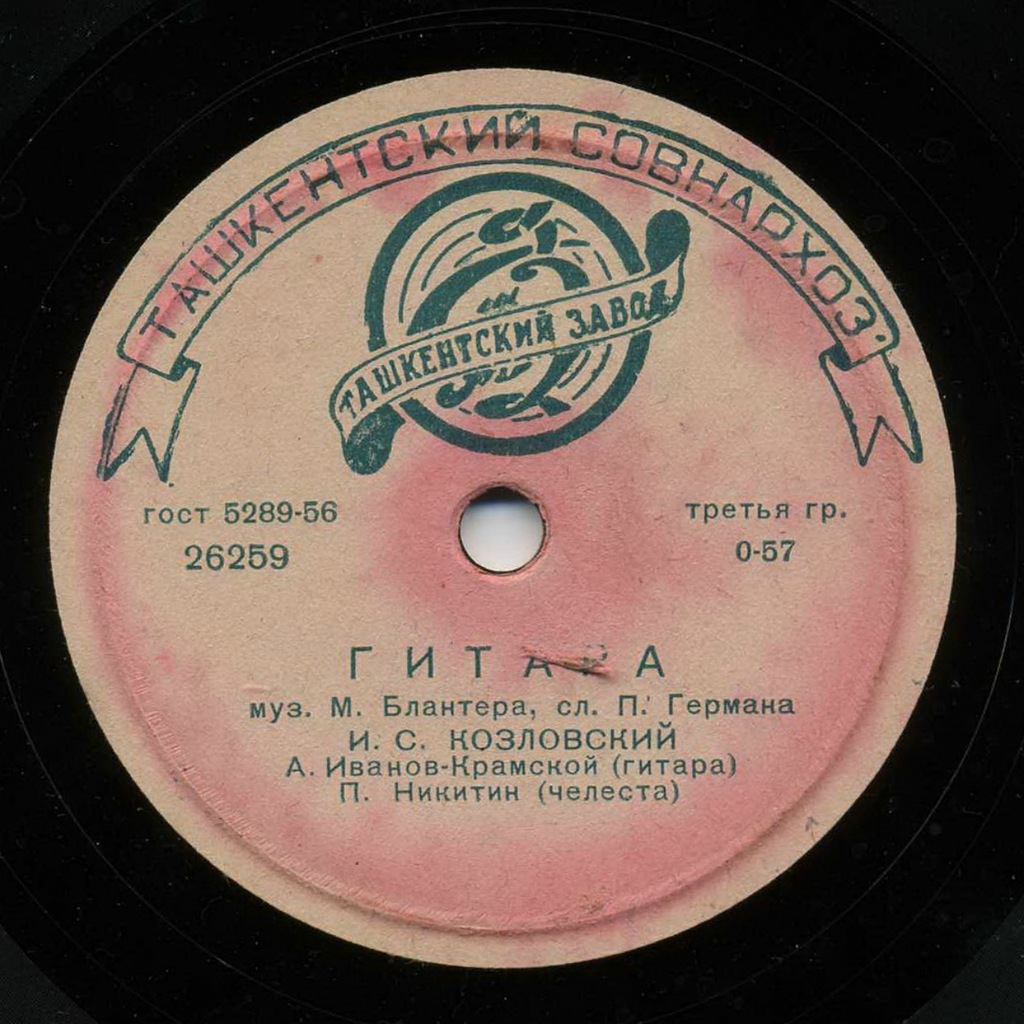 ТАШКЕНТСКИЙ СОВНАРХОЗ
ТАШКЕНТСКИЙ ЗАВОД
гост 5289-56
26259
третья гр.
0-57
ГИТАРА
муз. М. Блантера, сл. П. Германа
И. С. КОЗЛОВСКИЙ
А. Иванов-Крамской (гитара)
П. Никитин (челеста)